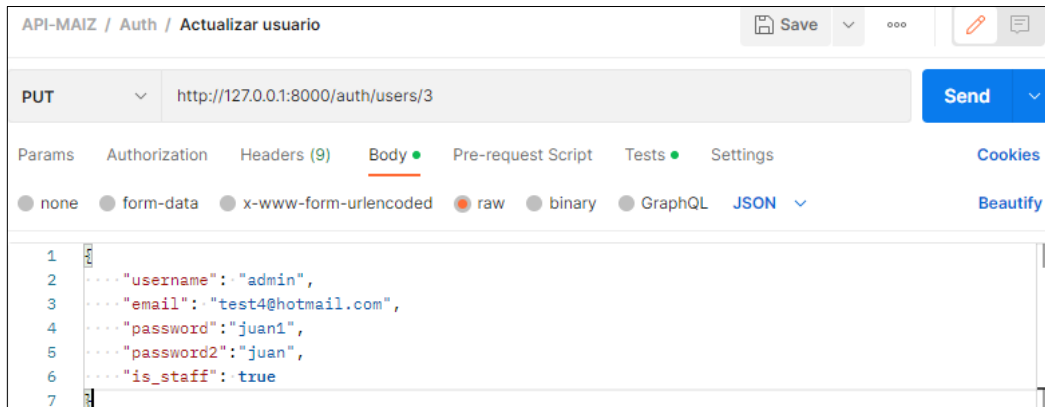 API-MAIZ / Auth / Actualizar usuario
Save
PUT
http://127.0.0.1:8000/auth/users/3
Send
Params Authorization Headers (9) Body Pre-request Script Tests Settings Cookies
none form-data x-www-form-urlencoded raw binary GraphQL JSON Beautify
1 {
2 "username": "admin",
3 "email": "test4@hotmail.com",
4 "password":"juan1",
5 "password2":"juan",
6 "is_staff": true
7 }